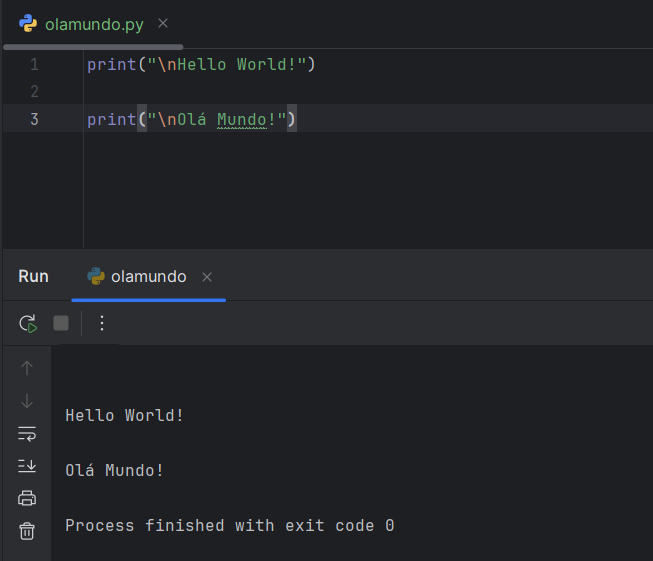 olamundo.py
1 print("\nHello World!")
2
3 print("\nOlá Mundo!")
Run olamundo
Hello World!
Olá Mundo!
Process finished with exit code 0